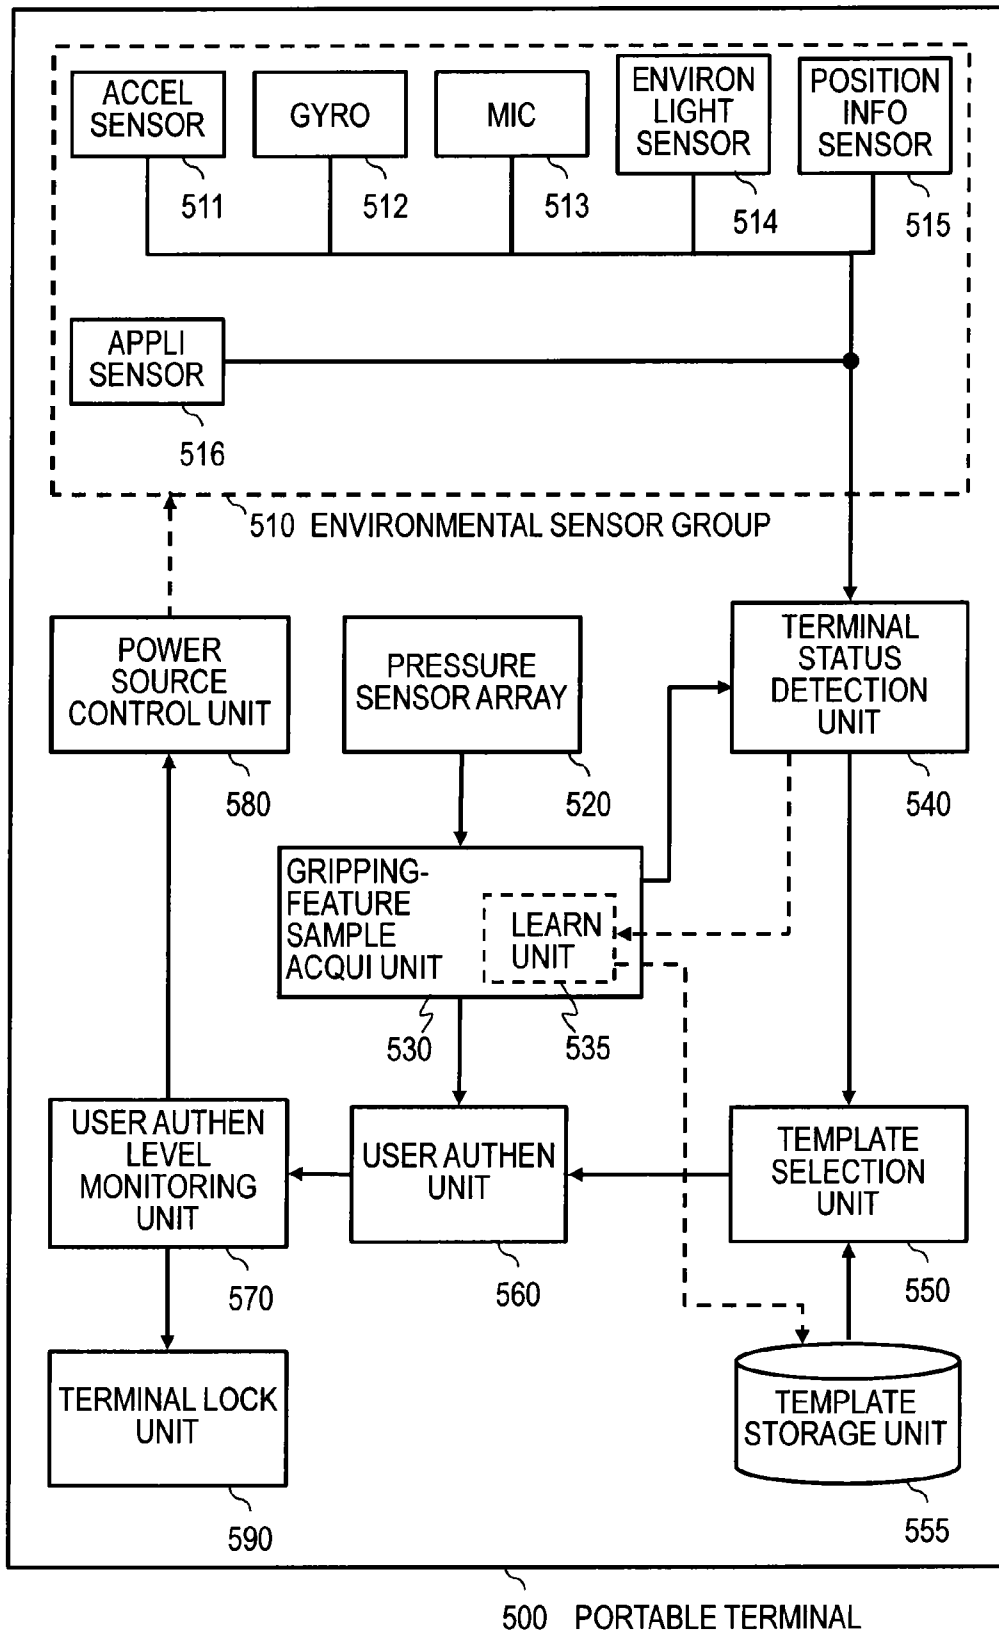 ACCEL
SENSOR
511
GYRO
512
MIC
513
ENVIRON
LIGHT
SENSOR
514
POSITION
INFO
SENSOR
515
APPLI
SENSOR
516
510 ENVIRONMENTAL SENSOR GROUP
POWER
SOURCE
CONTROL UNIT
580
PRESSURE
SENSOR ARRAY
520
TERMINAL
STATUS
DETECTION
UNIT
540
GRIPPING-
FEATURE
SAMPLE
ACQUI UNIT
530
LEARN
UNIT
535
USER AUTHEN
LEVEL
MONITORING
UNIT
570
USER AUTHEN
UNIT
560
TEMPLATE
SELECTION
UNIT
550
TERMINAL LOCK
UNIT
590
TEMPLATE
STORAGE UNIT
555
500 PORTABLE TERMINAL